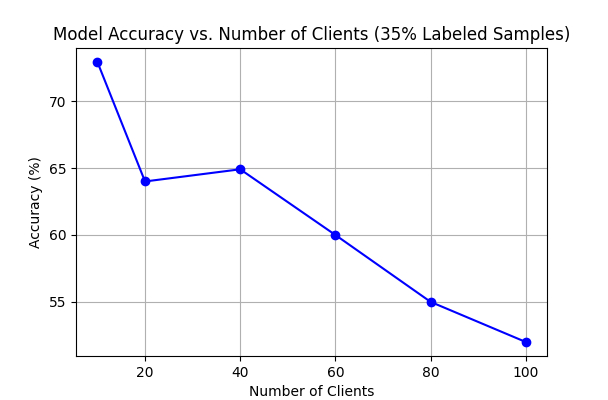 Model Accuracy vs. Number of Clients (35% Labeled Samples)
70
65
60
55
Accuracy (%)
20 40 60 80 100
Number of Clients